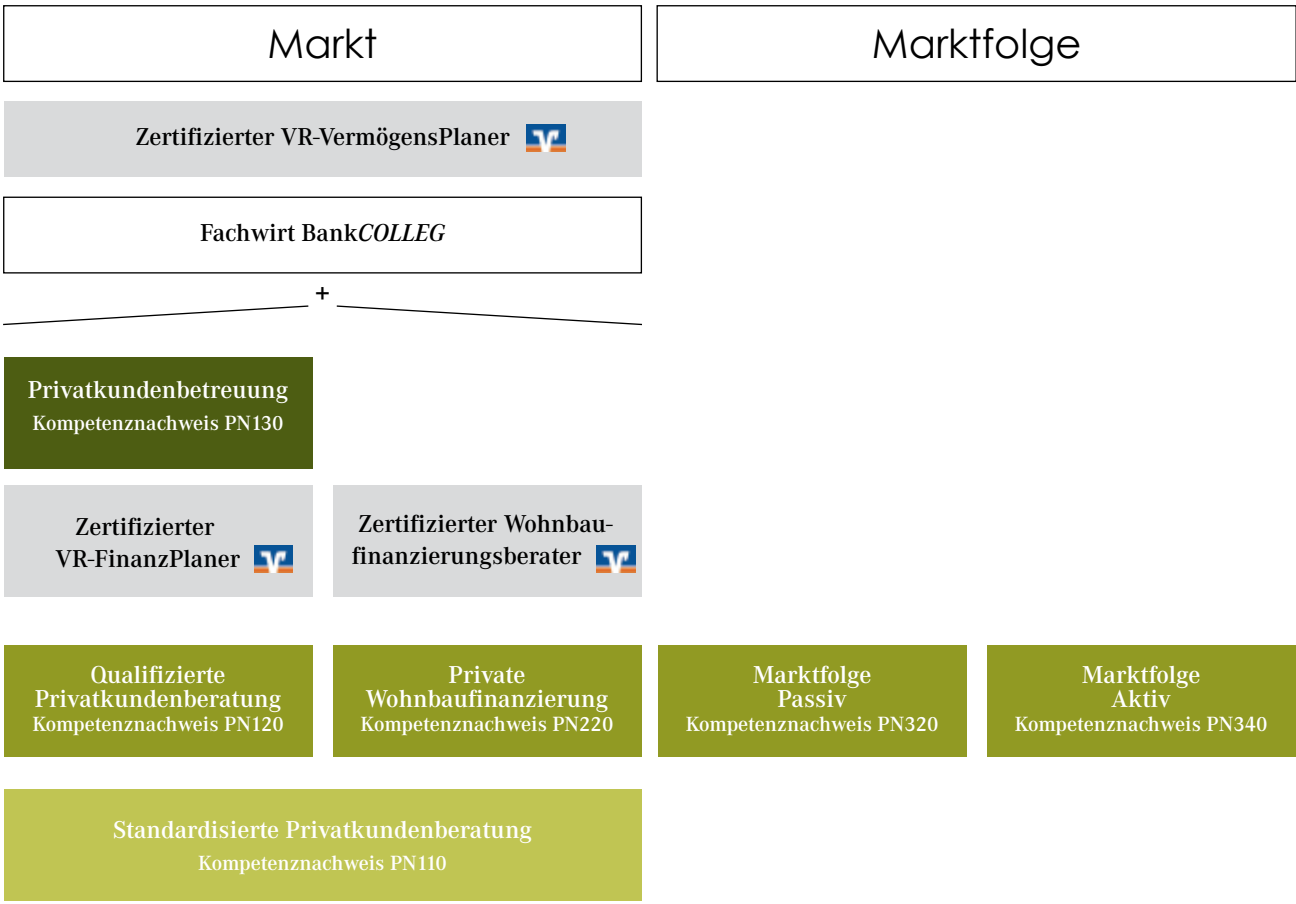 Markt
Marktfolge
Zertifizierter VR-VermögensPlaner
Fachwirt BankCOLLEG
+
Privatkundenbetreuung
Kompetenznachweis PN130
Zertifizierter
VR-FinanzPlaner
Zertifizierter Wohnbau-
finanzierungsberater
Qualifizierte
Privatkundenberatung
Kompetenznachweis PN120
Private
Wohnbaufinanzierung
Kompetenznachweis PN220
Marktfolge
Passiv
Kompetenznachweis PN320
Marktfolge
Aktiv
Kompetenznachweis PN340
Standardisierte Privatkundenberatung
Kompetenznachweis PN110